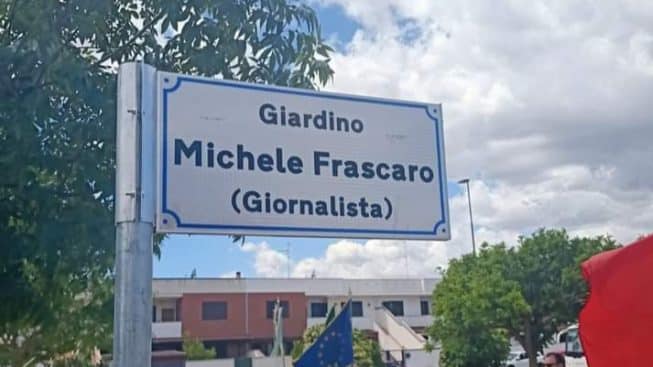 Giardino
Michele Frascaro
(Giornalista)